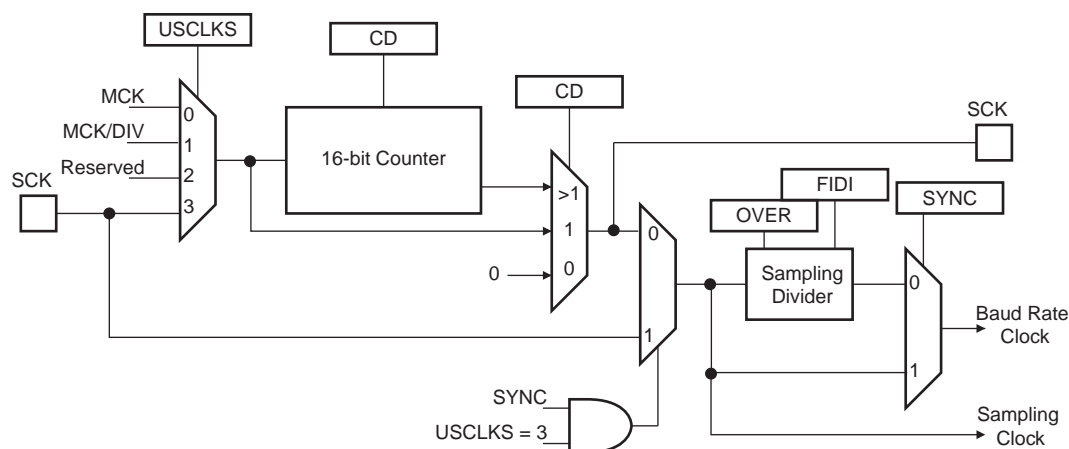 USCLKS
CD
CD
MCK
0
MCK/DIV
1
16-bit Counter
Reserved
2
SCK
3
>1
1
0
0
SCK
FIDI
OVER
SYNC
0
1
Sampling
Divider
0
1
Baud Rate
Clock
SYNC
USCLKS = 3
Sampling
Clock